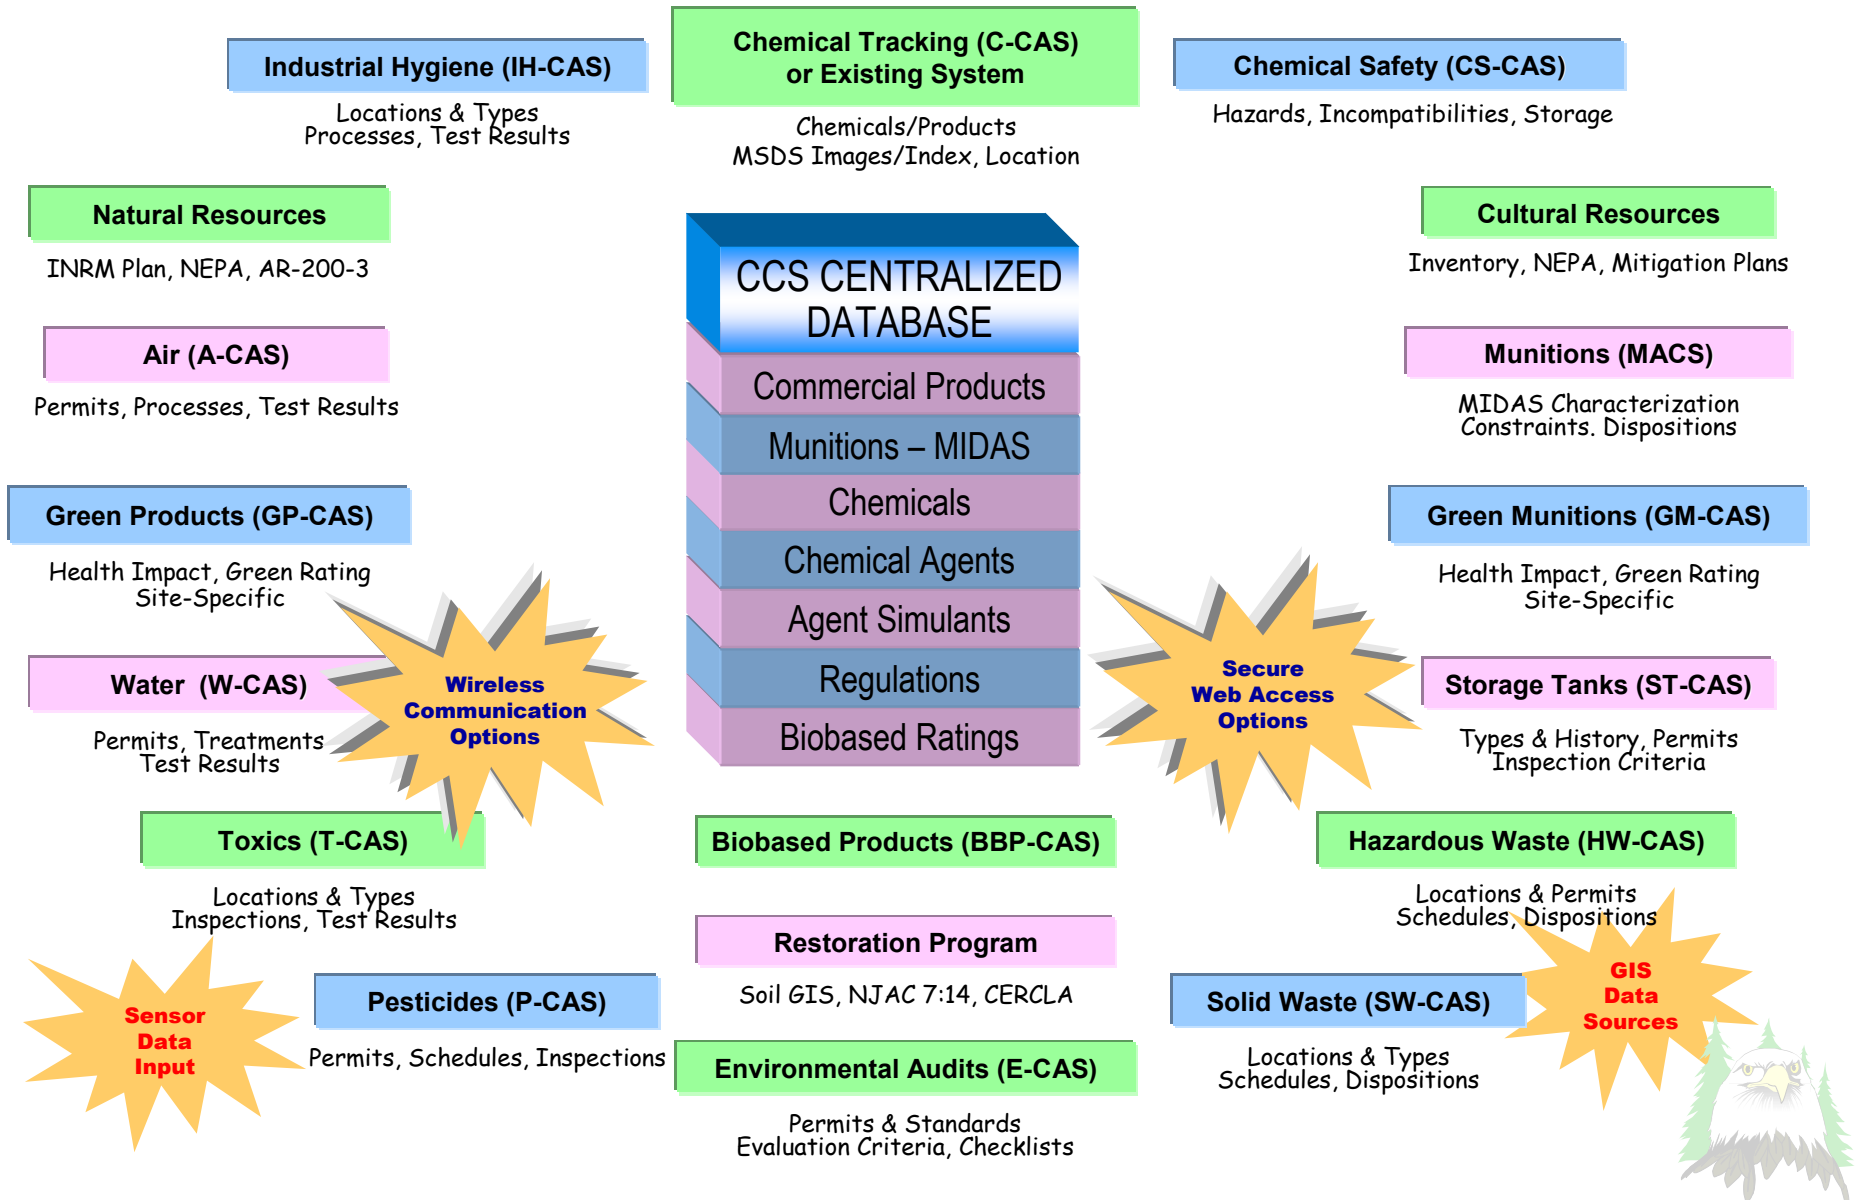 Industrial Hygiene (IH-CAS)
Locations & Types
Processes, Test Results
Chemical Tracking (C-CAS)
or Existing System
Chemicals/Products
MSDS Images/Index, Location
Chemical Safety (CS-CAS)
Hazards, Incompatibilities, Storage
Natural Resources
INRM Plan, NEPA, AR-200-3
Cultural Resources
Inventory, NEPA, Mitigation Plans
Air (A-CAS)
Permits, Processes, Test Results
Munitions (MACS)
MIDAS Characterization
Constraints. Dispositions
CCS CENTRALIZED
DATABASE
Commercial Products
Munitions – MIDAS
Chemicals
Chemical Agents
Agent Simulants
Regulations
Biobased Ratings
Green Products (GP-CAS)
Health Impact, Green Rating
Site-Specific
Green Munitions (GM-CAS)
Health Impact, Green Rating
Site-Specific
Wireless
Communication
Options
Secure
Web Access
Options
Water  (W-CAS)
Permits, Treatments
Test Results
Storage Tanks (ST-CAS)
Types & History, Permits
Inspection Criteria
Toxics (T-CAS)
Locations & Types
Inspections, Test Results
Biobased Products (BBP-CAS)
Hazardous Waste (HW-CAS)
Locations & Permits
Schedules, Dispositions
Restoration Program
Soil GIS, NJAC 7:14, CERCLA
Sensor
Data
Input
Pesticides (P-CAS)
Permits, Schedules, Inspections
Solid Waste (SW-CAS)
Locations & Types
Schedules, Dispositions
GIS
Data
Sources
Environmental Audits (E-CAS)
Permits & Standards
Evaluation Criteria, Checklists